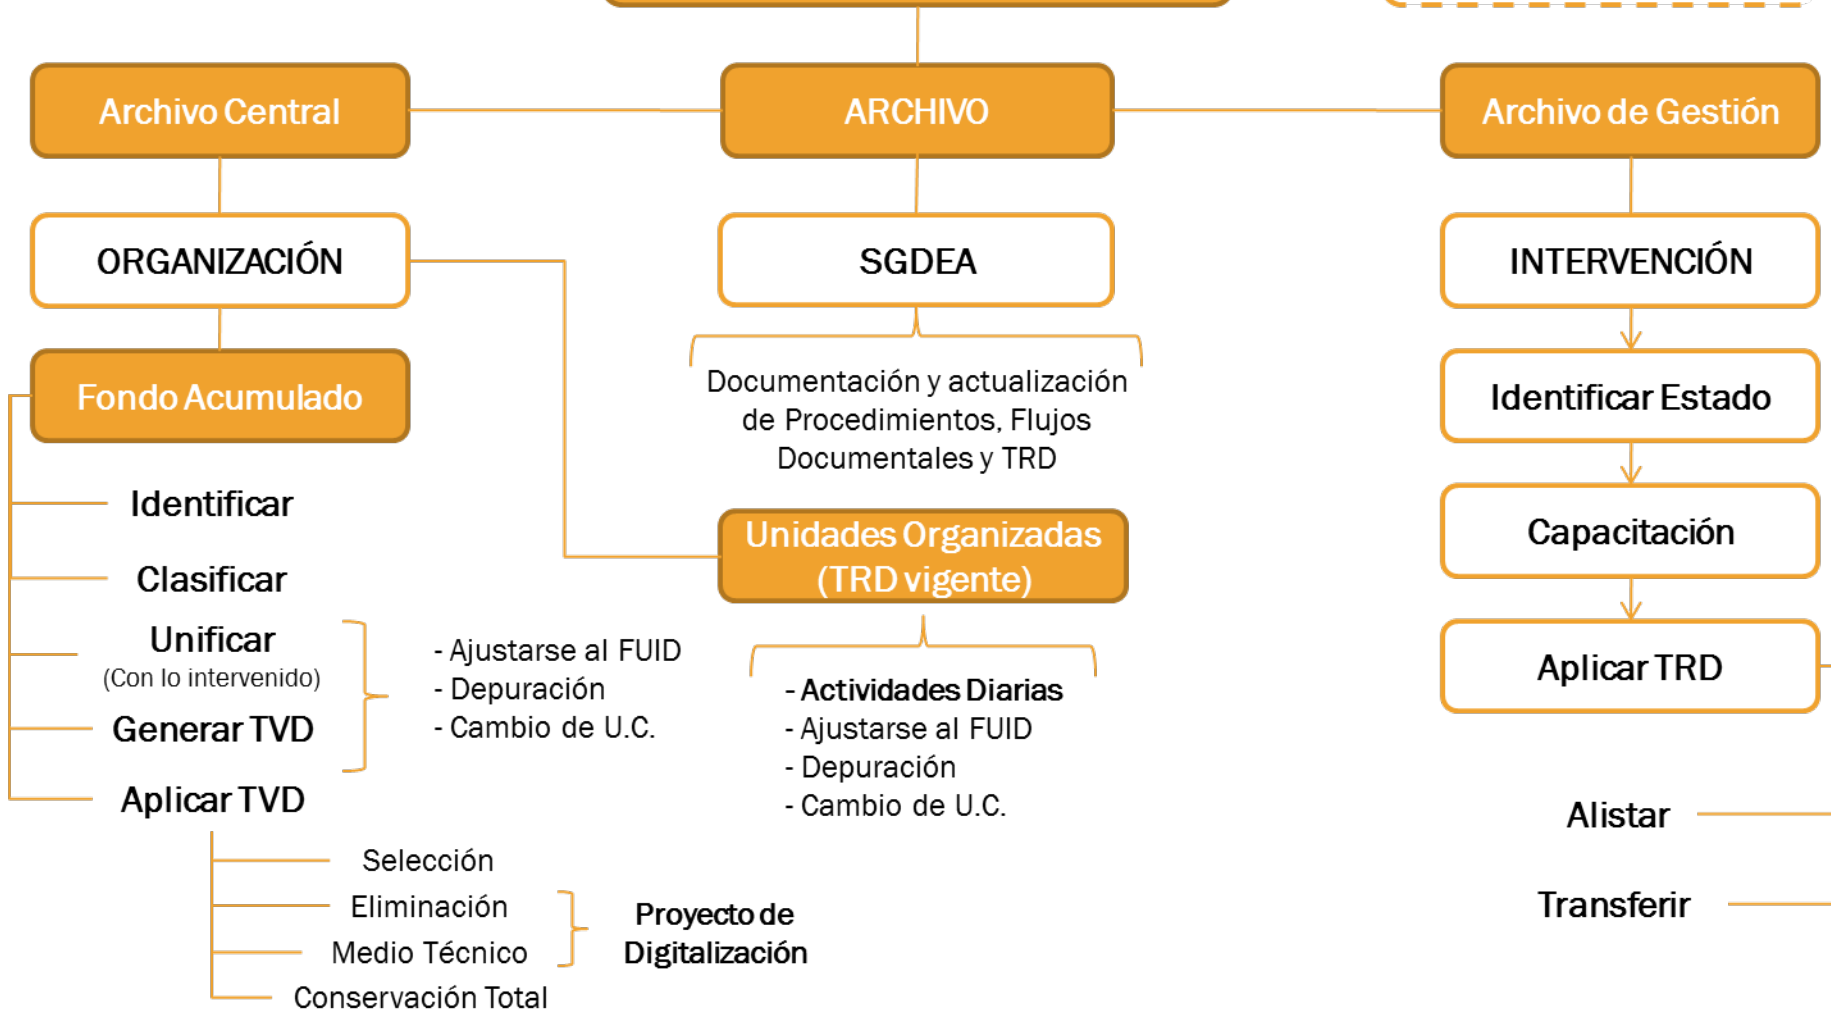 Archivo Central
ARCHIVO
Archivo de Gestión
ORGANIZACIÓN
SGDEA
INTERVENCIÓN
Fondo Acumulado
Documentación y actualización
de Procedimientos, Flujos
Documentales y TRD
Identificar Estado
Identificar
Clasificar
Unificar
(Con lo intervenido)
Generar TVD
Aplicar TVD
- Ajustarse al FUID
- Depuración
- Cambio de U.C.
Unidades Organizadas
(TRD vigente)
- Actividades Diarias
- Ajustarse al FUID
- Depuración
- Cambio de U.C.
Capacitación
Aplicar TRD
Alistar
Transferir
Selección
Eliminación
Medio Técnico
Conservación Total
Proyecto de
Digitalización